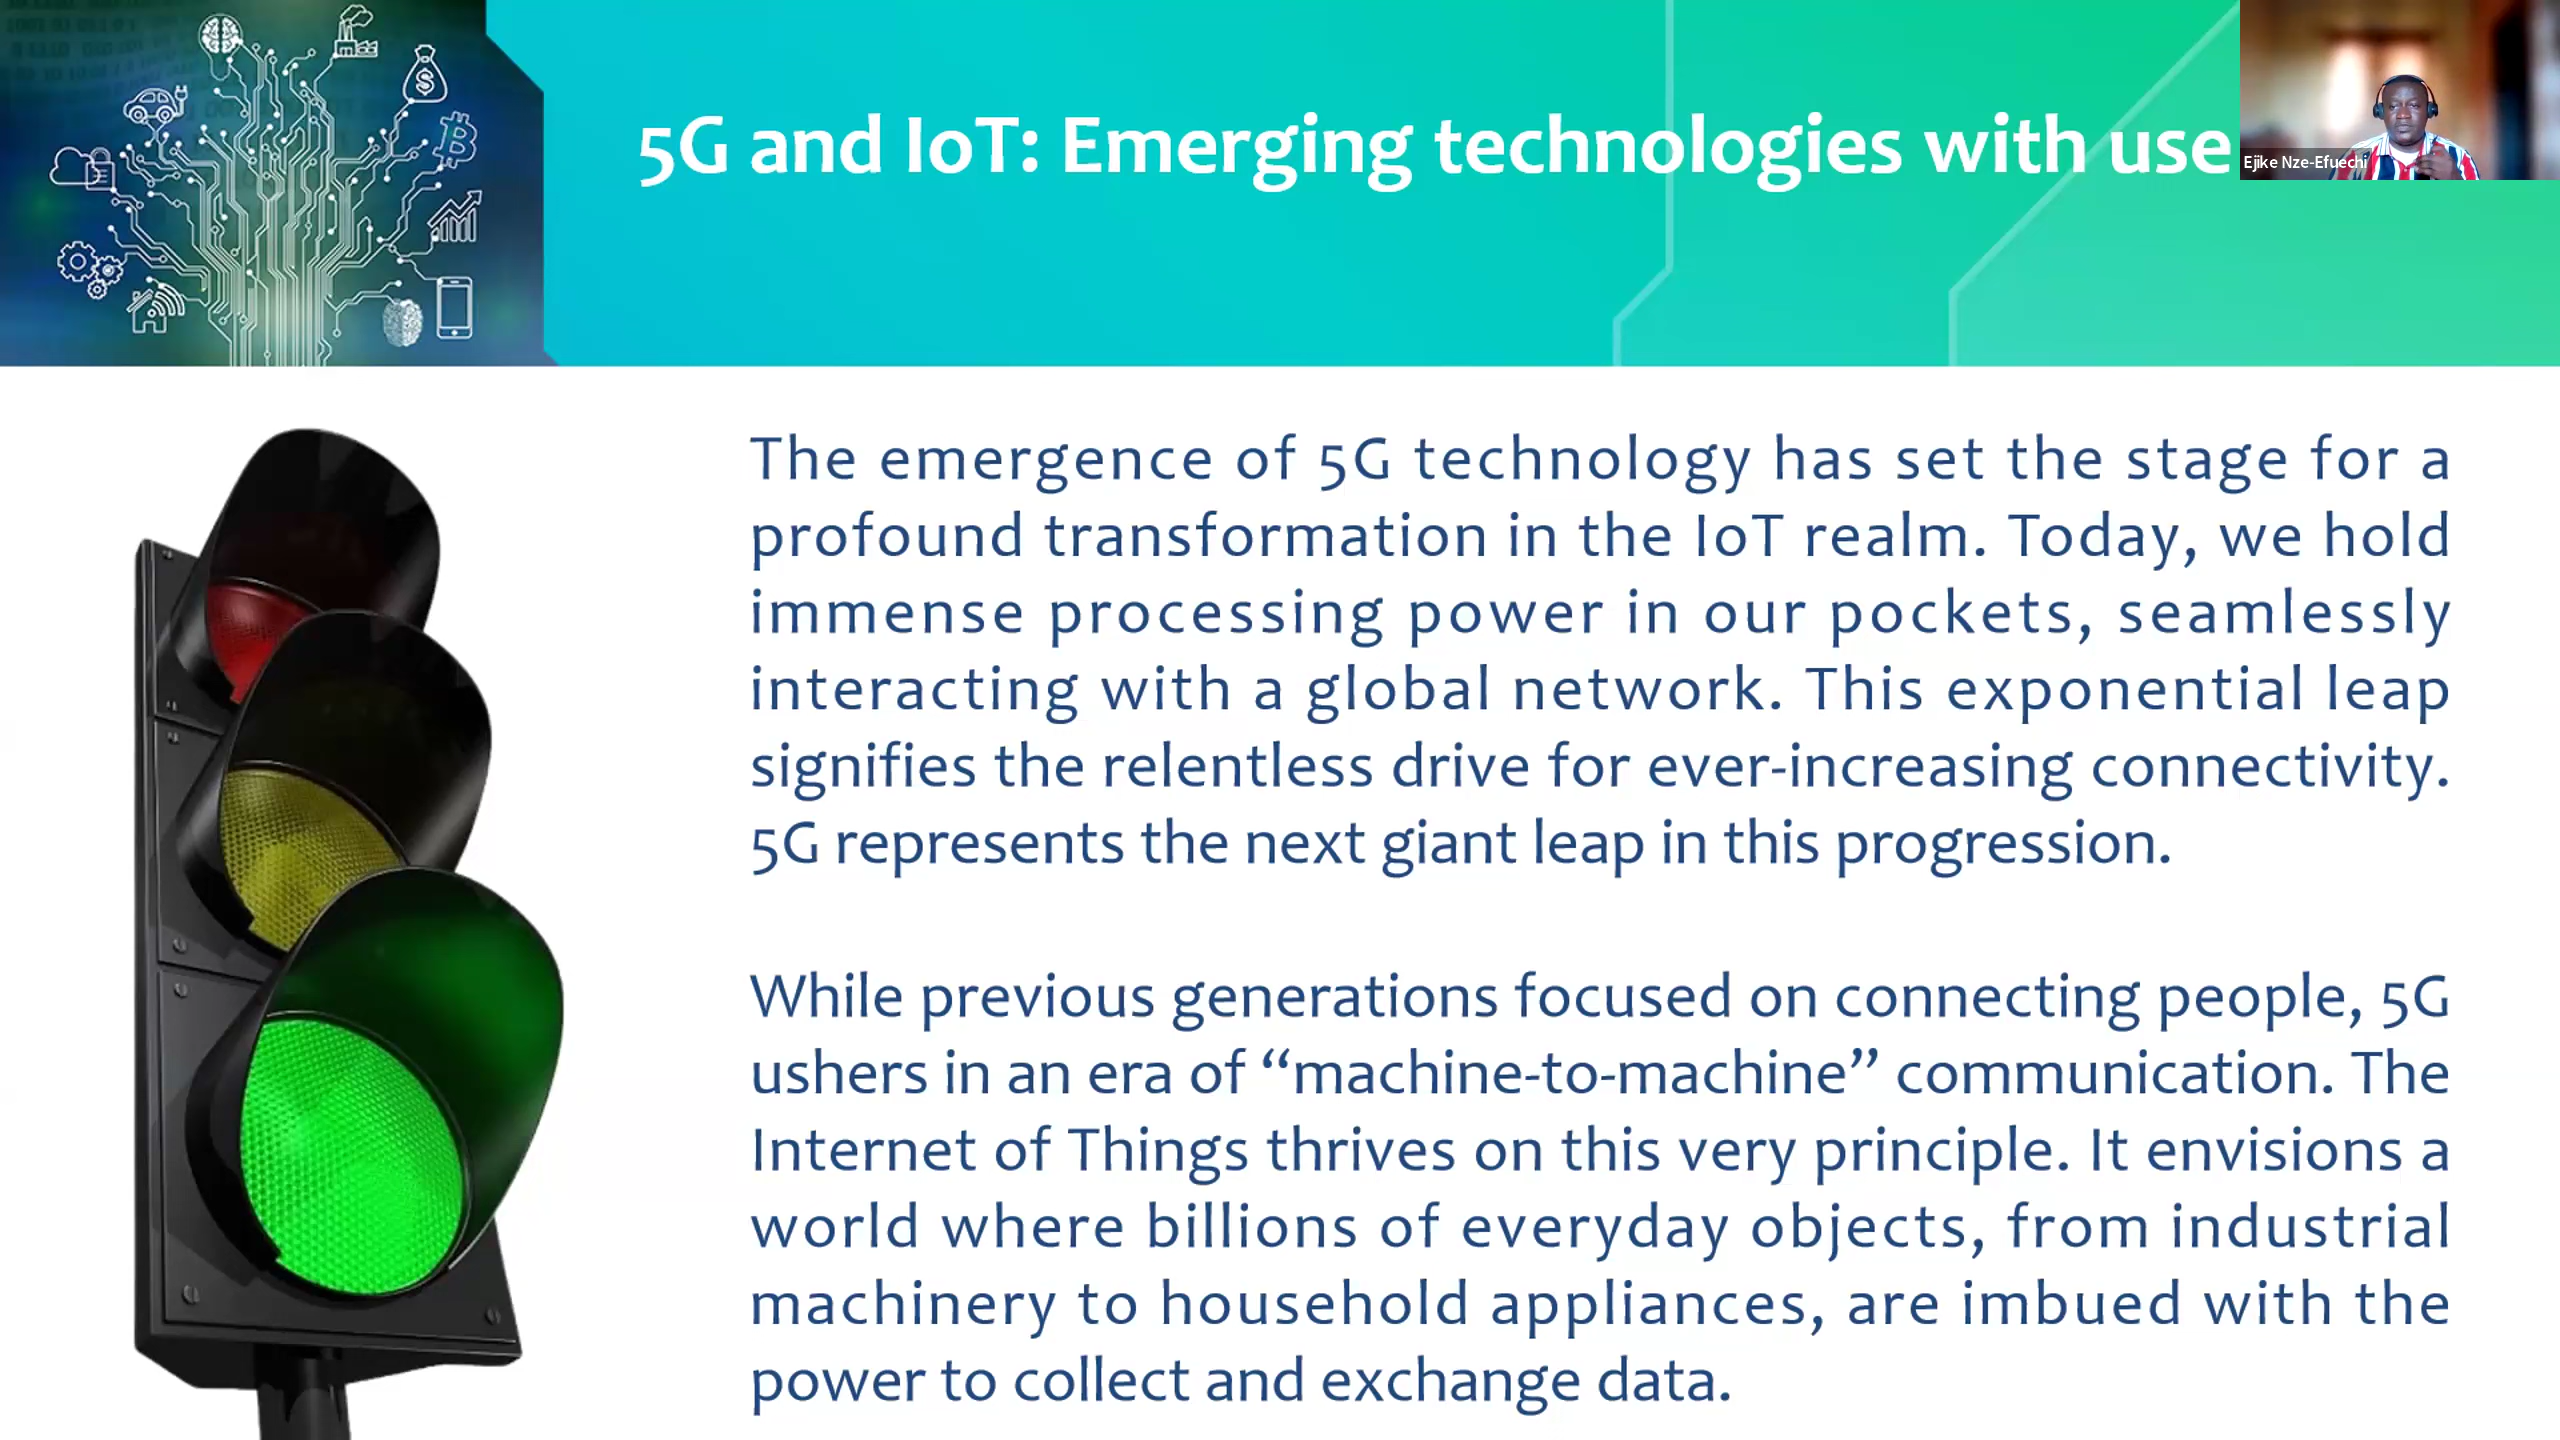 5G and IoT: Emerging technologies with use
Ejike Nze-Efuechi
The emergence of 5G technology has set the stage for a
profound transformation in the IoT realm. Today, we hold
immense processing power in our pockets, seamlessly
interacting with a global network. This exponential leap
signifies the relentless drive for ever-increasing connectivity.
5G represents the next giant leap in this progression.
While previous generations focused on connecting people, 5G
ushers in an era of “machine-to-machine” communication. The
Internet of Things thrives on this very principle. It envisions a
world where billions of everyday objects, from industrial
machinery to household appliances, are imbued with the
power to collect and exchange data.